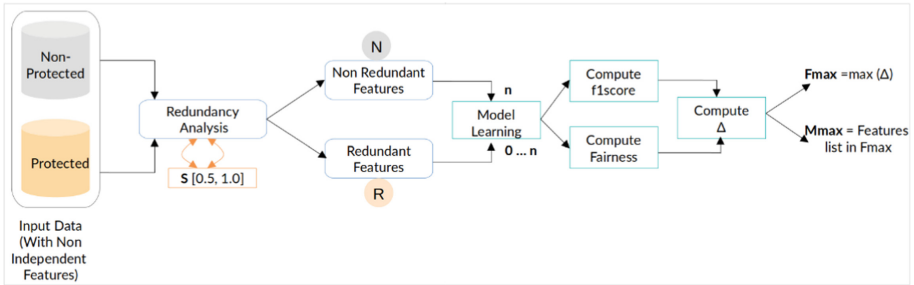 Non-
Protected
Protected
Input Data
(With Non
Independent
Features)
Redundancy
Analysis
S [0.5, 1.0]
N
Non Redundant
Features
Redundant
Features
R
n
Model
Learning
0 ... n
Compute
f1score
Compute
Fairness
Compute
Δ
Fmax =max (Δ)
Mmax = Features
list in Fmax